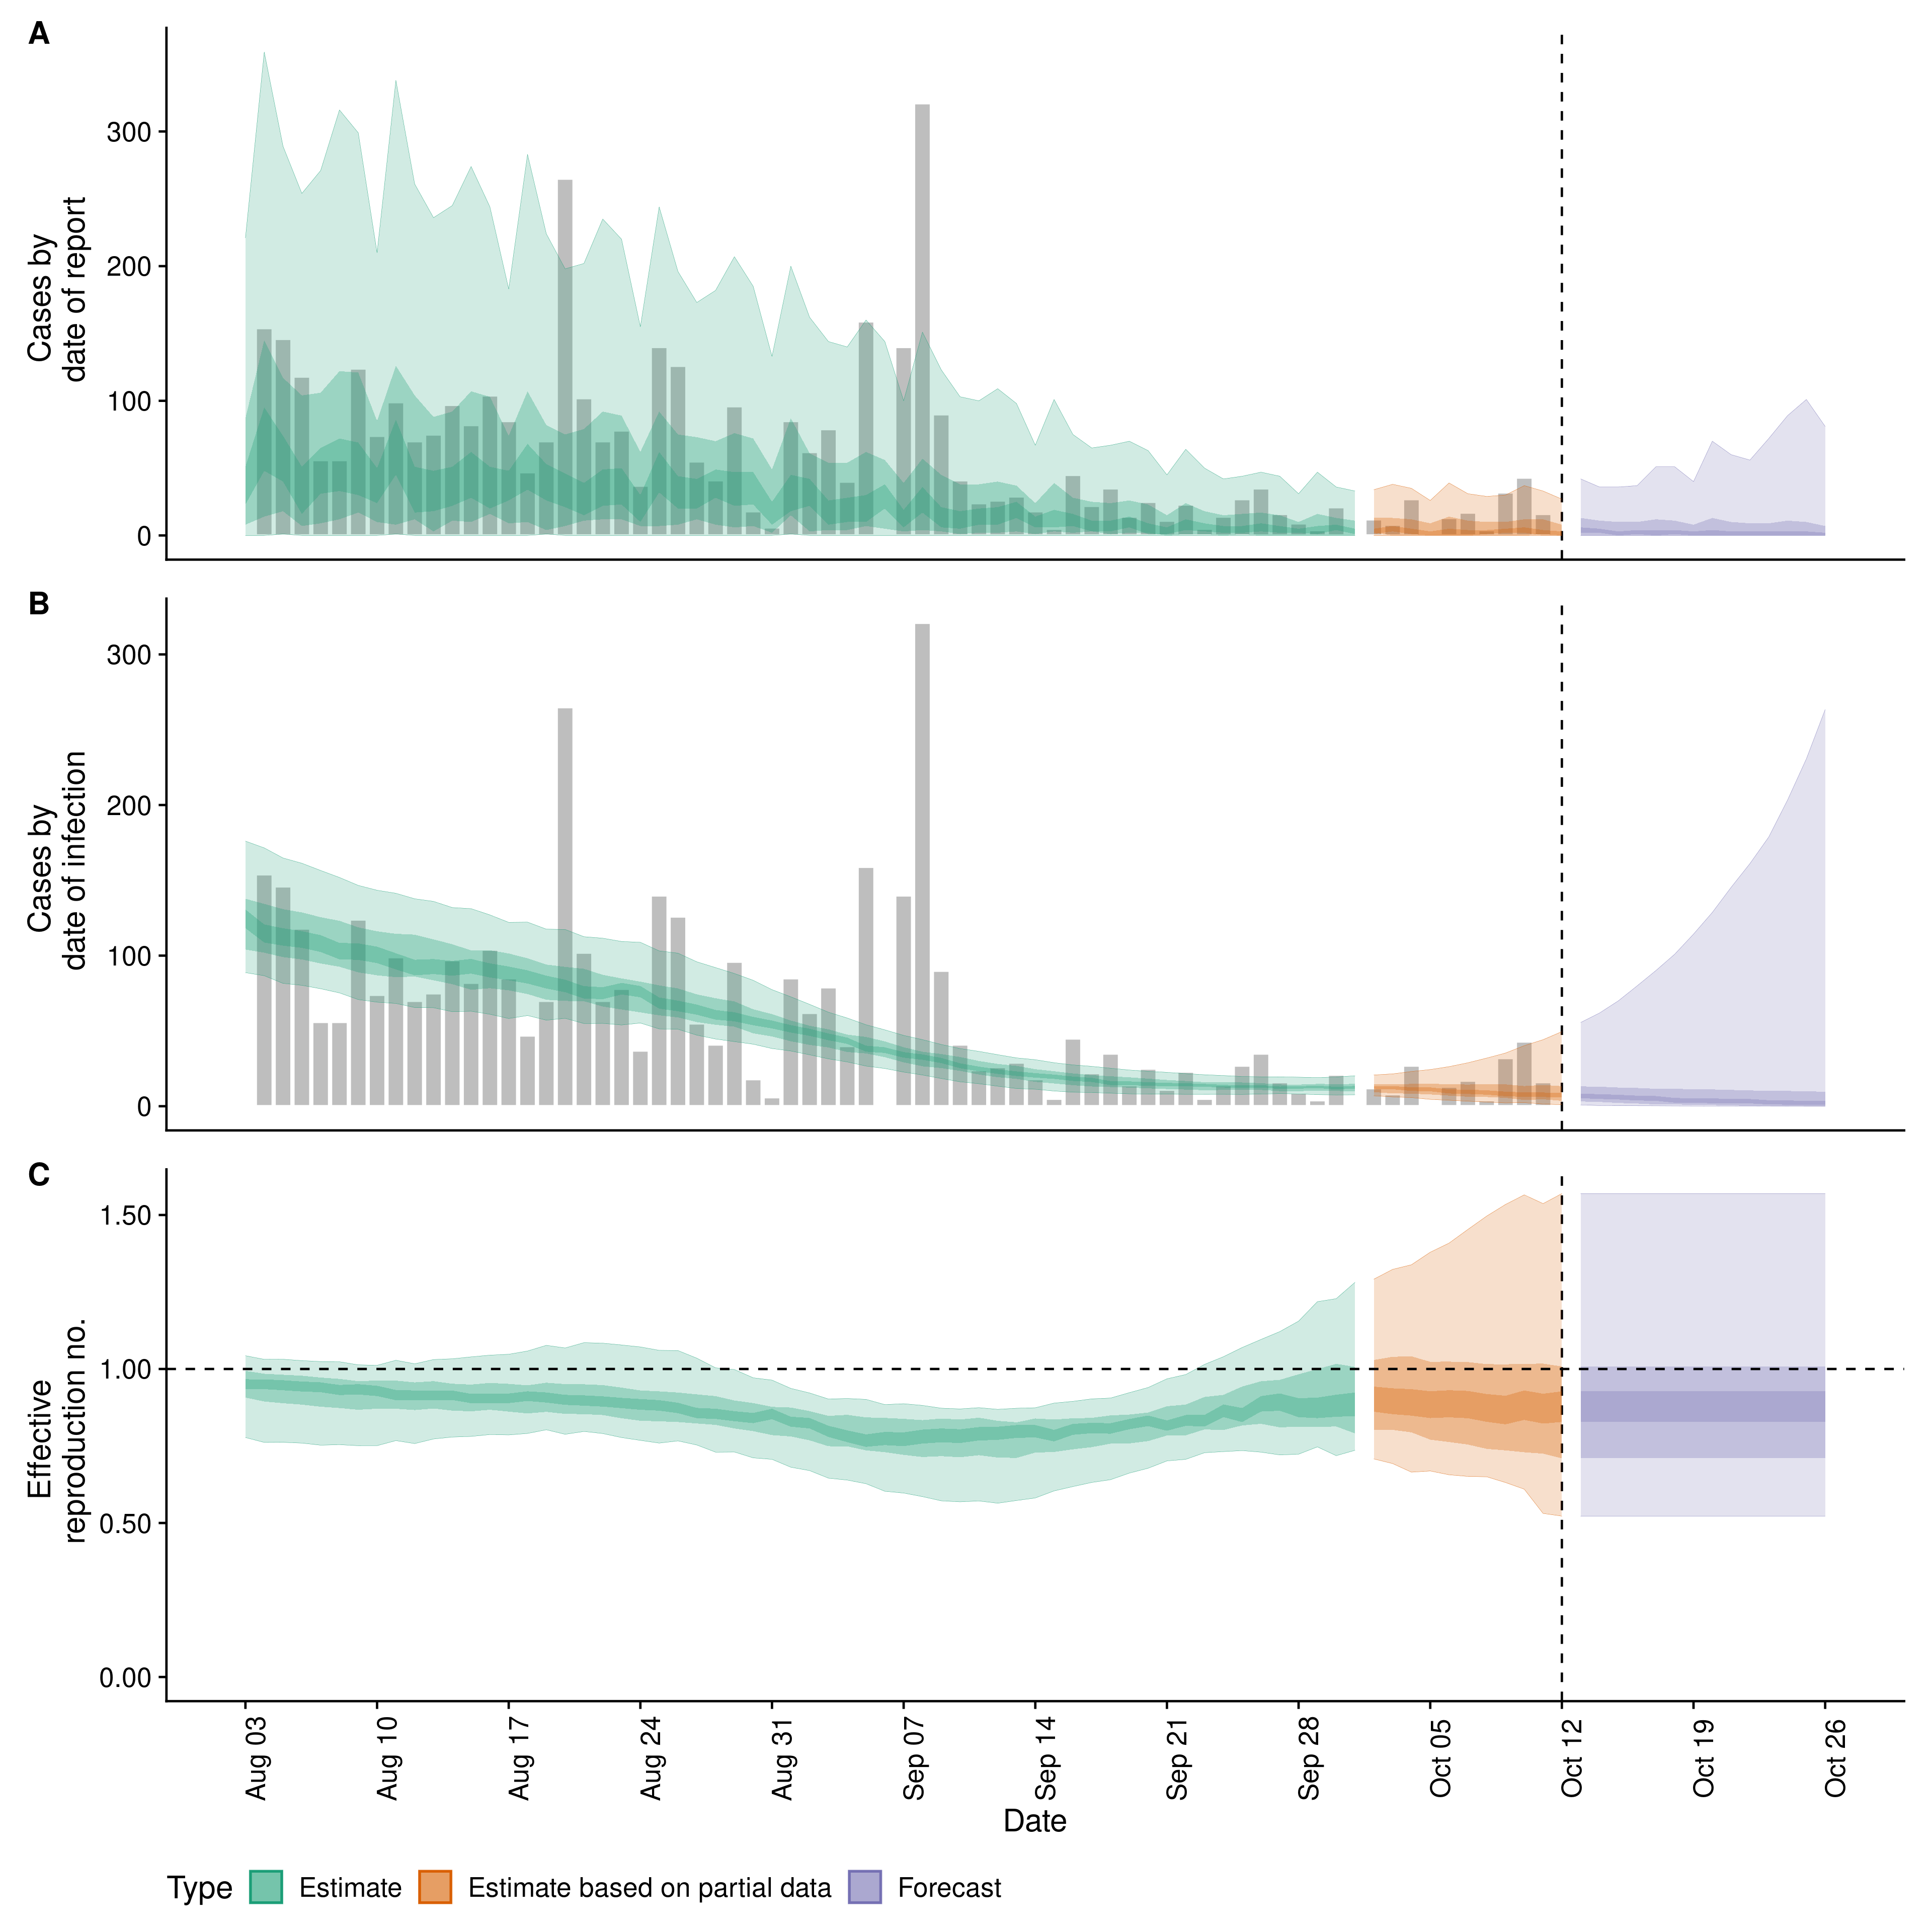 A
Cases by
date of report
300
200
100
0
B
Cases by
date of infection
300
200
100
0
C
Effective
reproduction no.
1.50
1.00
0.50
0.00
Aug 03
Aug 10
Aug 17
Aug 24
Aug 31
Sep 07
Sep 14
Sep 21
Sep 28
Oct 05
Oct 12
Oct 19
Oct 26
Date
Type Estimate Estimate based on partial data Forecast